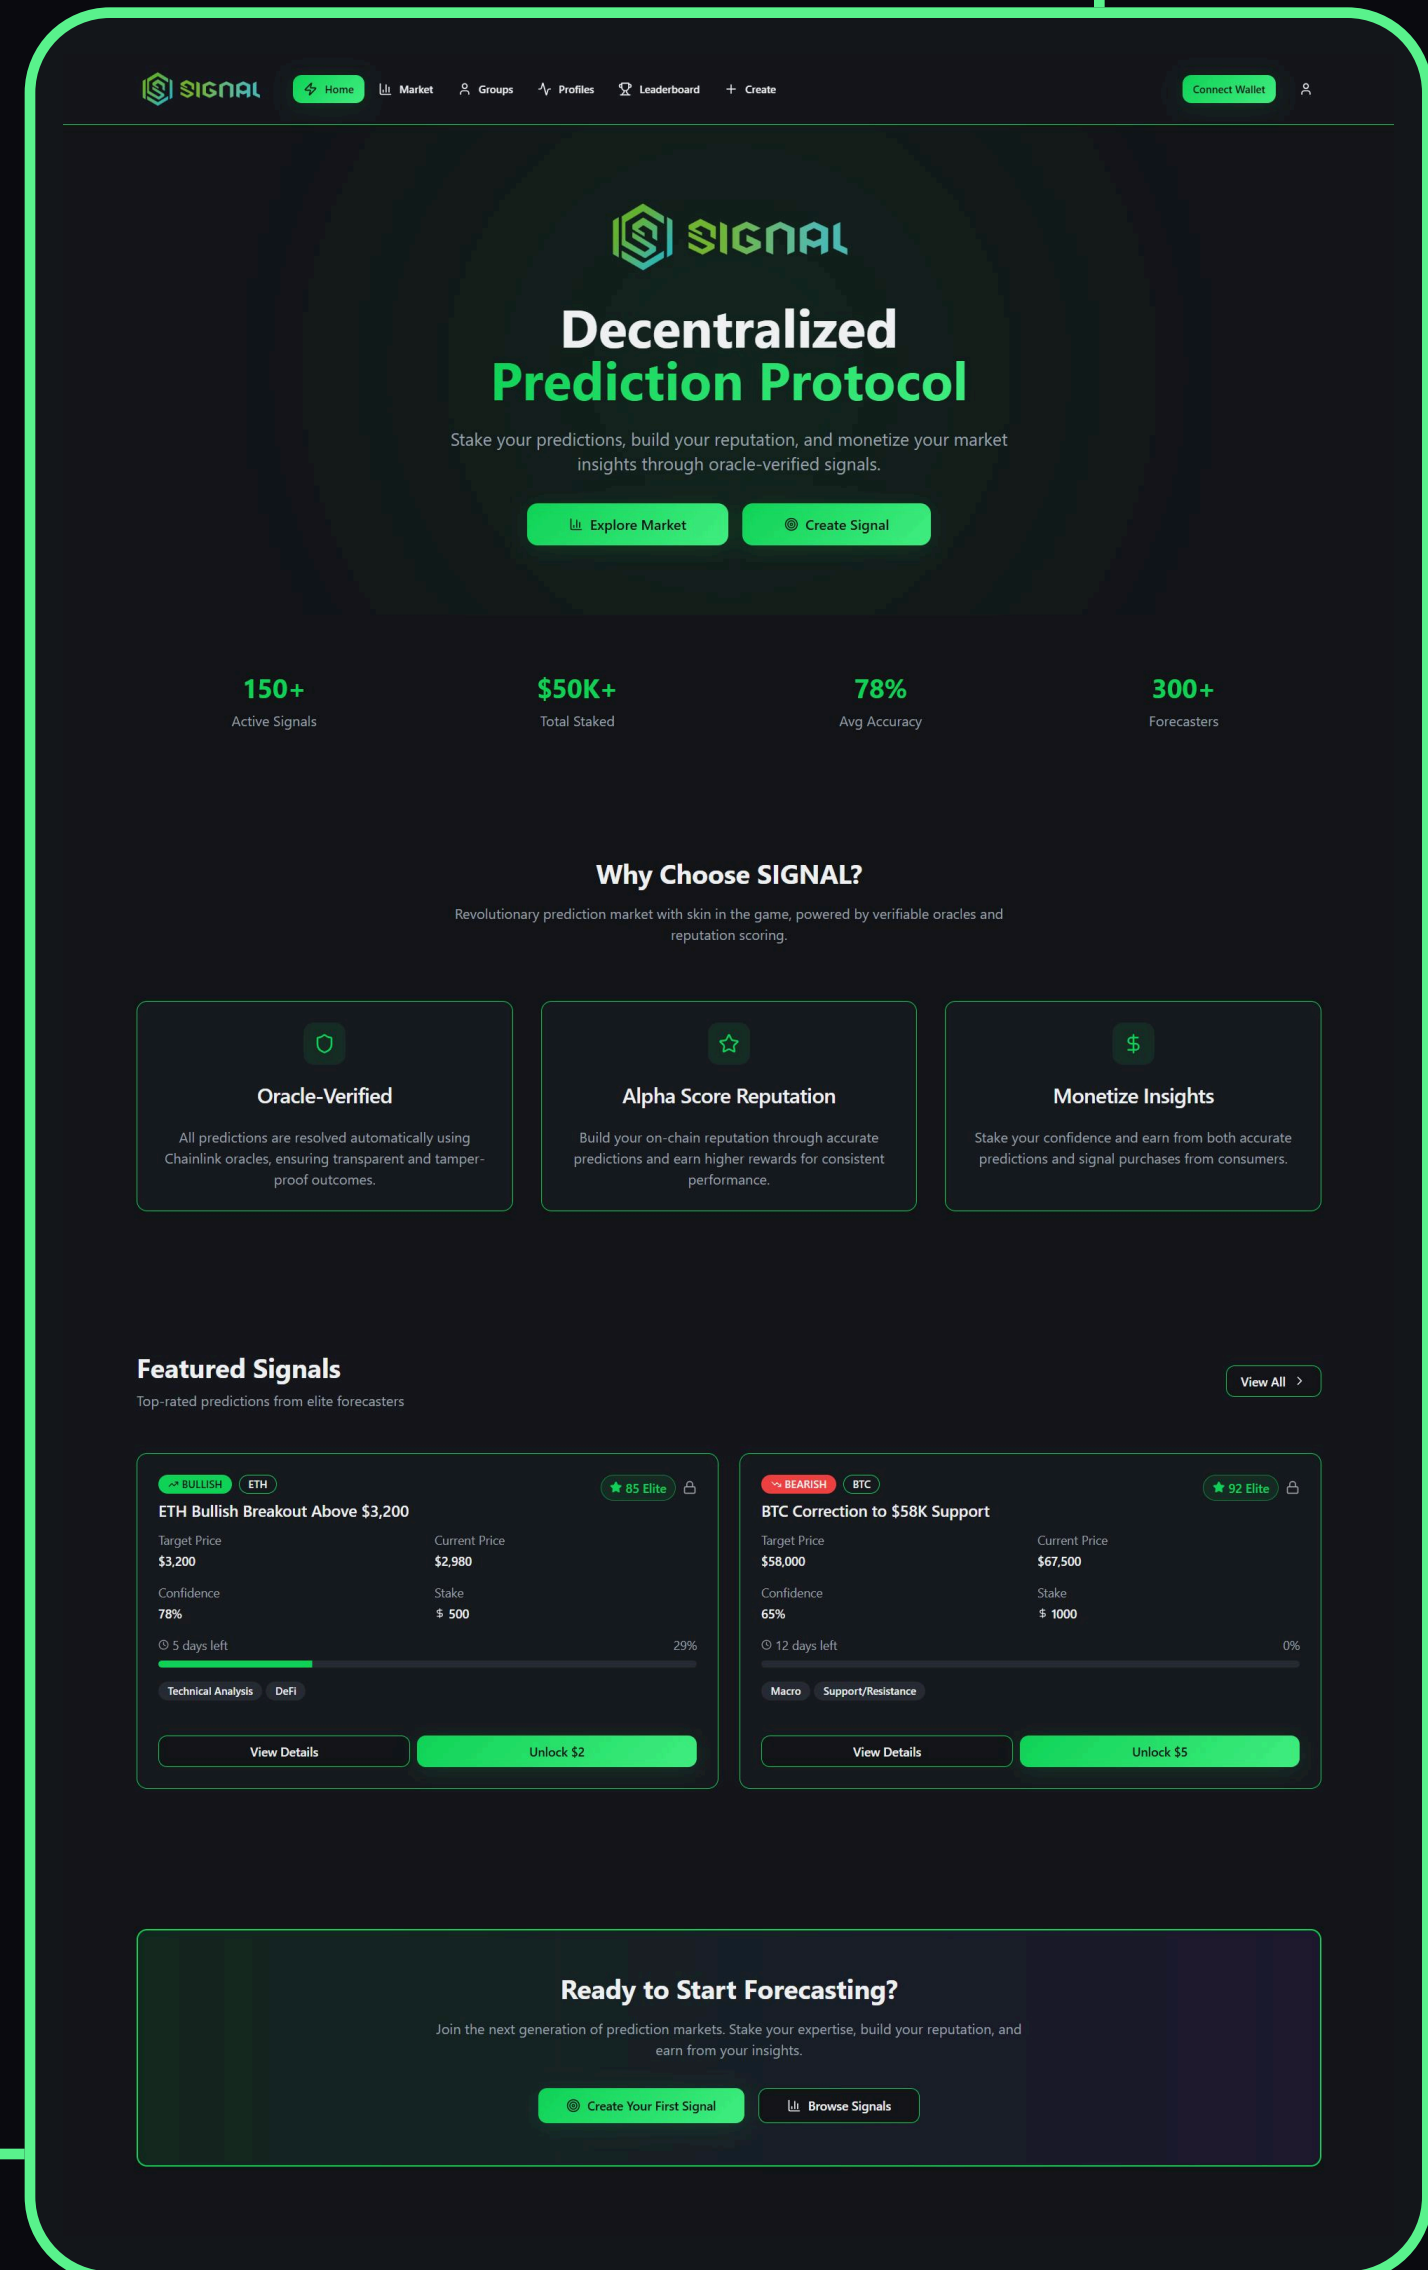 SIGNAL
Home
Market
Groups
Profiles
Leaderboard
Create
Connect Wallet
SIGNAL
Decentralized
Prediction Protocol
Stake your predictions, build your reputation, and monetize your market
insights through oracle-verified signals.
Explore Market
Create Signal
150+
Active Signals
$50K+
Total Staked
78%
Avg Accuracy
300+
Forecasters
Why Choose SIGNAL?
Revolutionary prediction market with skin in the game, powered by verifiable oracles and
reputation scoring.
Oracle-Verified
All predictions are resolved automatically using
Chainlink oracles, ensuring transparent and tamper-
proof outcomes.
Alpha Score Reputation
Build your on-chain reputation through accurate
predictions and earn higher rewards for consistent
performance.
Monetize Insights
Stake your confidence and earn from both accurate
predictions and signal purchases from consumers.
Featured Signals
Top-rated predictions from elite forecasters
View All
BULLISH
ETH
85 Elite
ETH Bullish Breakout Above $3,200
Target Price
Current Price
$3,200
$2,980
Confidence
Stake
78%
$ 500
5 days left
29%
Technical Analysis
DeFi
View Details
Unlock $2
BEARISH
BTC
92 Elite
BTC Correction to $58K Support
Target Price
Current Price
$58,000
$67,500
Confidence
Stake
65%
$ 1000
12 days left
0%
Macro
Support/Resistance
View Details
Unlock $5
Ready to Start Forecasting?
Join the next generation of prediction markets. Stake your expertise, build your reputation, and
earn from your insights.
Create Your First Signal
Browse Signals